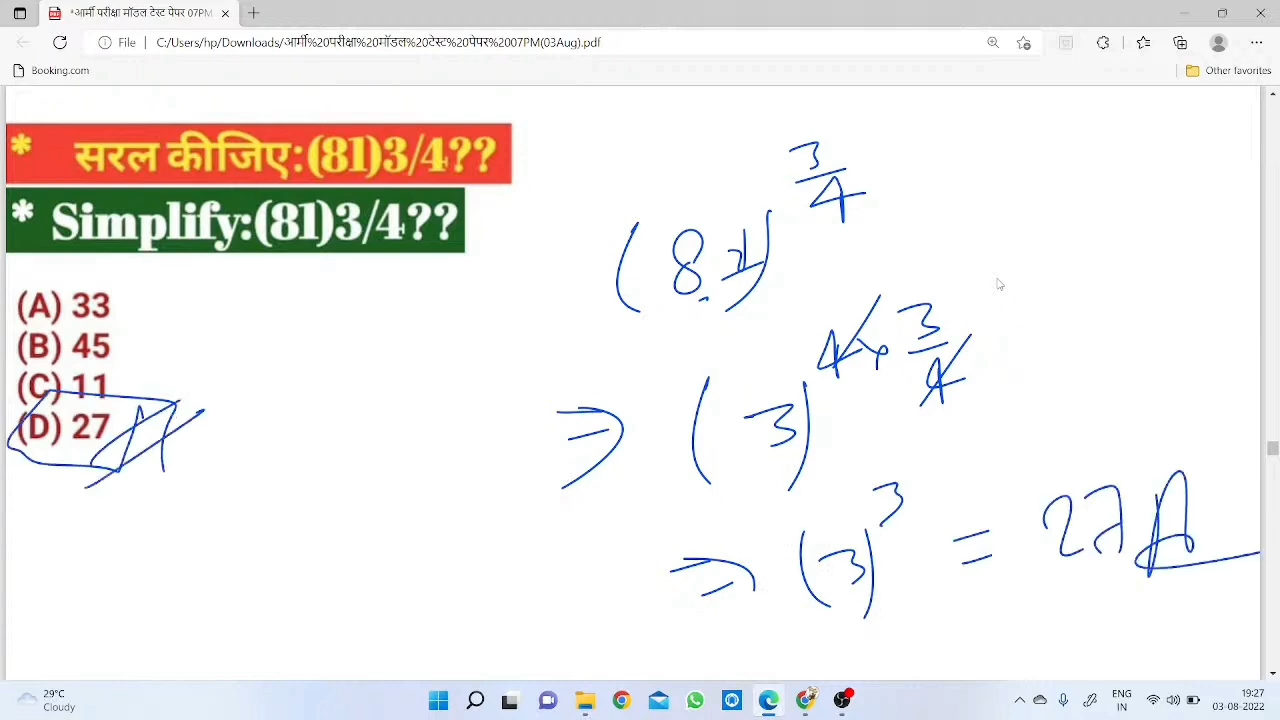 *आर्मी परीक्षा मॉडल टेस्ट पेपर 07PM
File C:/Users/hp/Downloads/आर्मी%20परीक्षा%20मॉडल%20टेस्ट%20पेपर%2007PM(03Aug).pdf
Booking.com
Other favorites
* सरल कीजिए:(81)3/4??
* Simplify:(81)3/4??
(A) 33
(B) 45
(C) 11
(D) 27
(81)^3/4
⇒ (3)^4×3/4
⇒ (3)^3 = 27 A
29°C
Cloudy
ENG
IN
19:27
03-08-2022